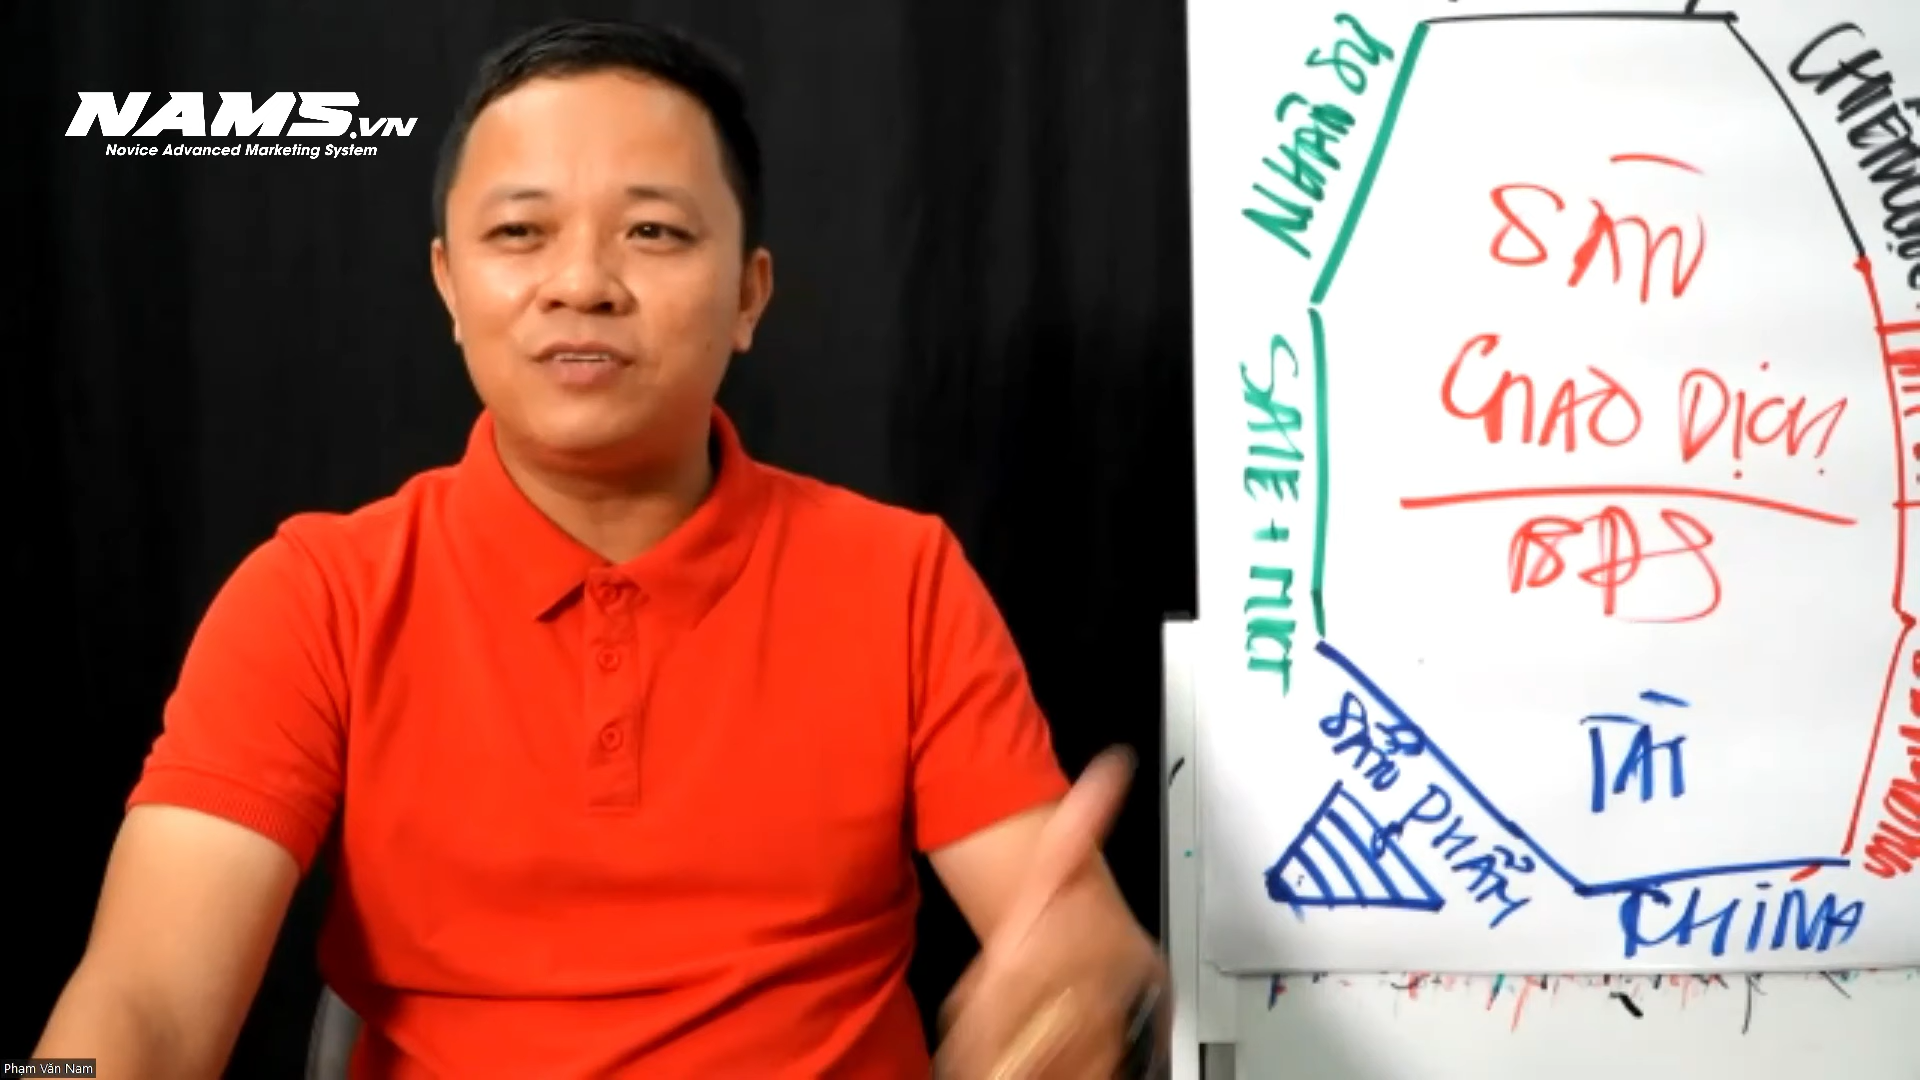 NAMS.VN
Novice Advanced Marketing System
NHÂN SỰ
SALE + MKT
SẢN PHẨM
SÀN
GIAO DỊCH
BĐS
TÀI
CHÍNH
Phạm Văn Nam